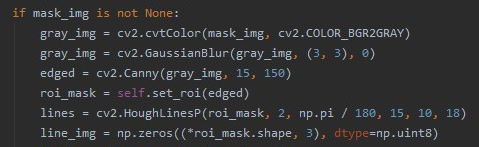 if mask_img is not None:
gray_img = cv2.cvtColor(mask_img, cv2.COLOR_BGR2GRAY)
gray_img = cv2.GaussianBlur(gray_img, (3, 3), 0)
edged = cv2.Canny(gray_img, 15, 150)
roi_mask = self.set_roi(edged)
lines = cv2.HoughLinesP(roi_mask, 2, np.pi / 180, 15, 10, 18)
line_img = np.zeros((*roi_mask.shape, 3), dtype=np.uint8)